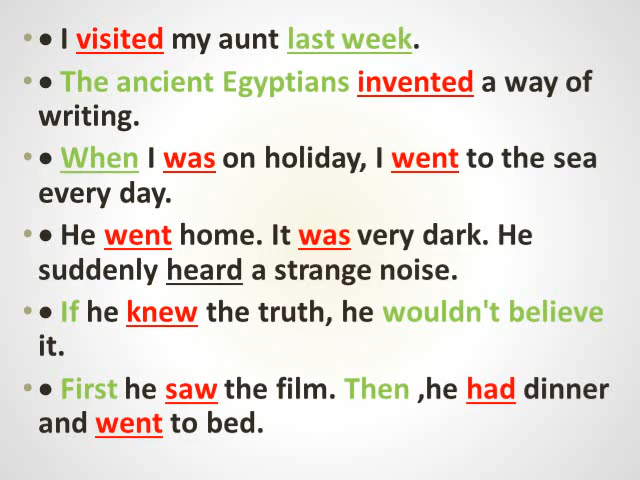 • • I visited my aunt last week.
• • The ancient Egyptians invented a way of
writing.
• • When I was on holiday, I went to the sea
every day.
• • He went home. It was very dark. He
suddenly heard a strange noise.
• • If he knew the truth, he wouldn't believe
it.
• • First he saw the film. Then ,he had dinner
and went to bed.